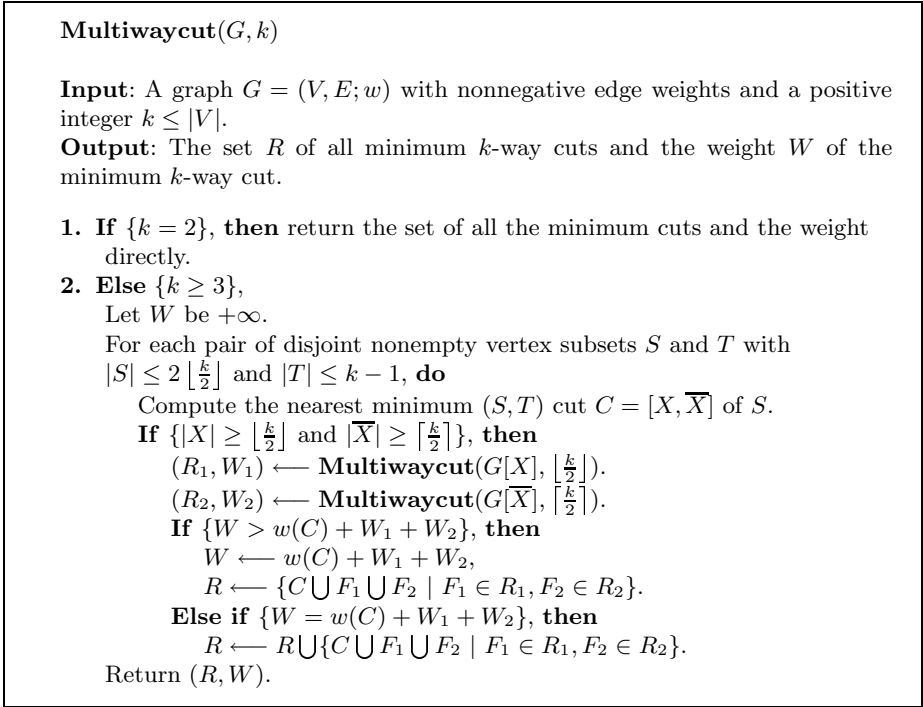 Multiwaycut(G, k)
Input: A graph G = (V, E; w) with nonnegative edge weights and a positive
integer k ≤ |V|.
Output: The set R of all minimum k-way cuts and the weight W of the
minimum k-way cut.
1. If {k = 2}, then return the set of all the minimum cuts and the weight
directly.
2. Else {k ≥ 3},
Let W be +∞.
For each pair of disjoint nonempty vertex subsets S and T with
|S| ≤ 2 ⌊k/2⌋ and |T| ≤ k − 1, do
Compute the nearest minimum (S, T) cut C = [X, X̅] of S.
If {|X| ≥ ⌊k/2⌋ and |X̅| ≥ ⌈k/2⌉}, then
(R₁, W₁) ⟵ Multiwaycut(G[X], ⌊k/2⌋).
(R₂, W₂) ⟵ Multiwaycut(G[X̅], ⌈k/2⌉).
If {W > w(C) + W₁ + W₂}, then
W ⟵ w(C) + W₁ + W₂,
R ⟵ {C ⋃ F₁ ⋃ F₂ | F₁ ∈ R₁, F₂ ∈ R₂}.
Else if {W = w(C) + W₁ + W₂}, then
R ⟵ R ⋃{C ⋃ F₁ ⋃ F₂ | F₁ ∈ R₁, F₂ ∈ R₂}.
Return (R, W).